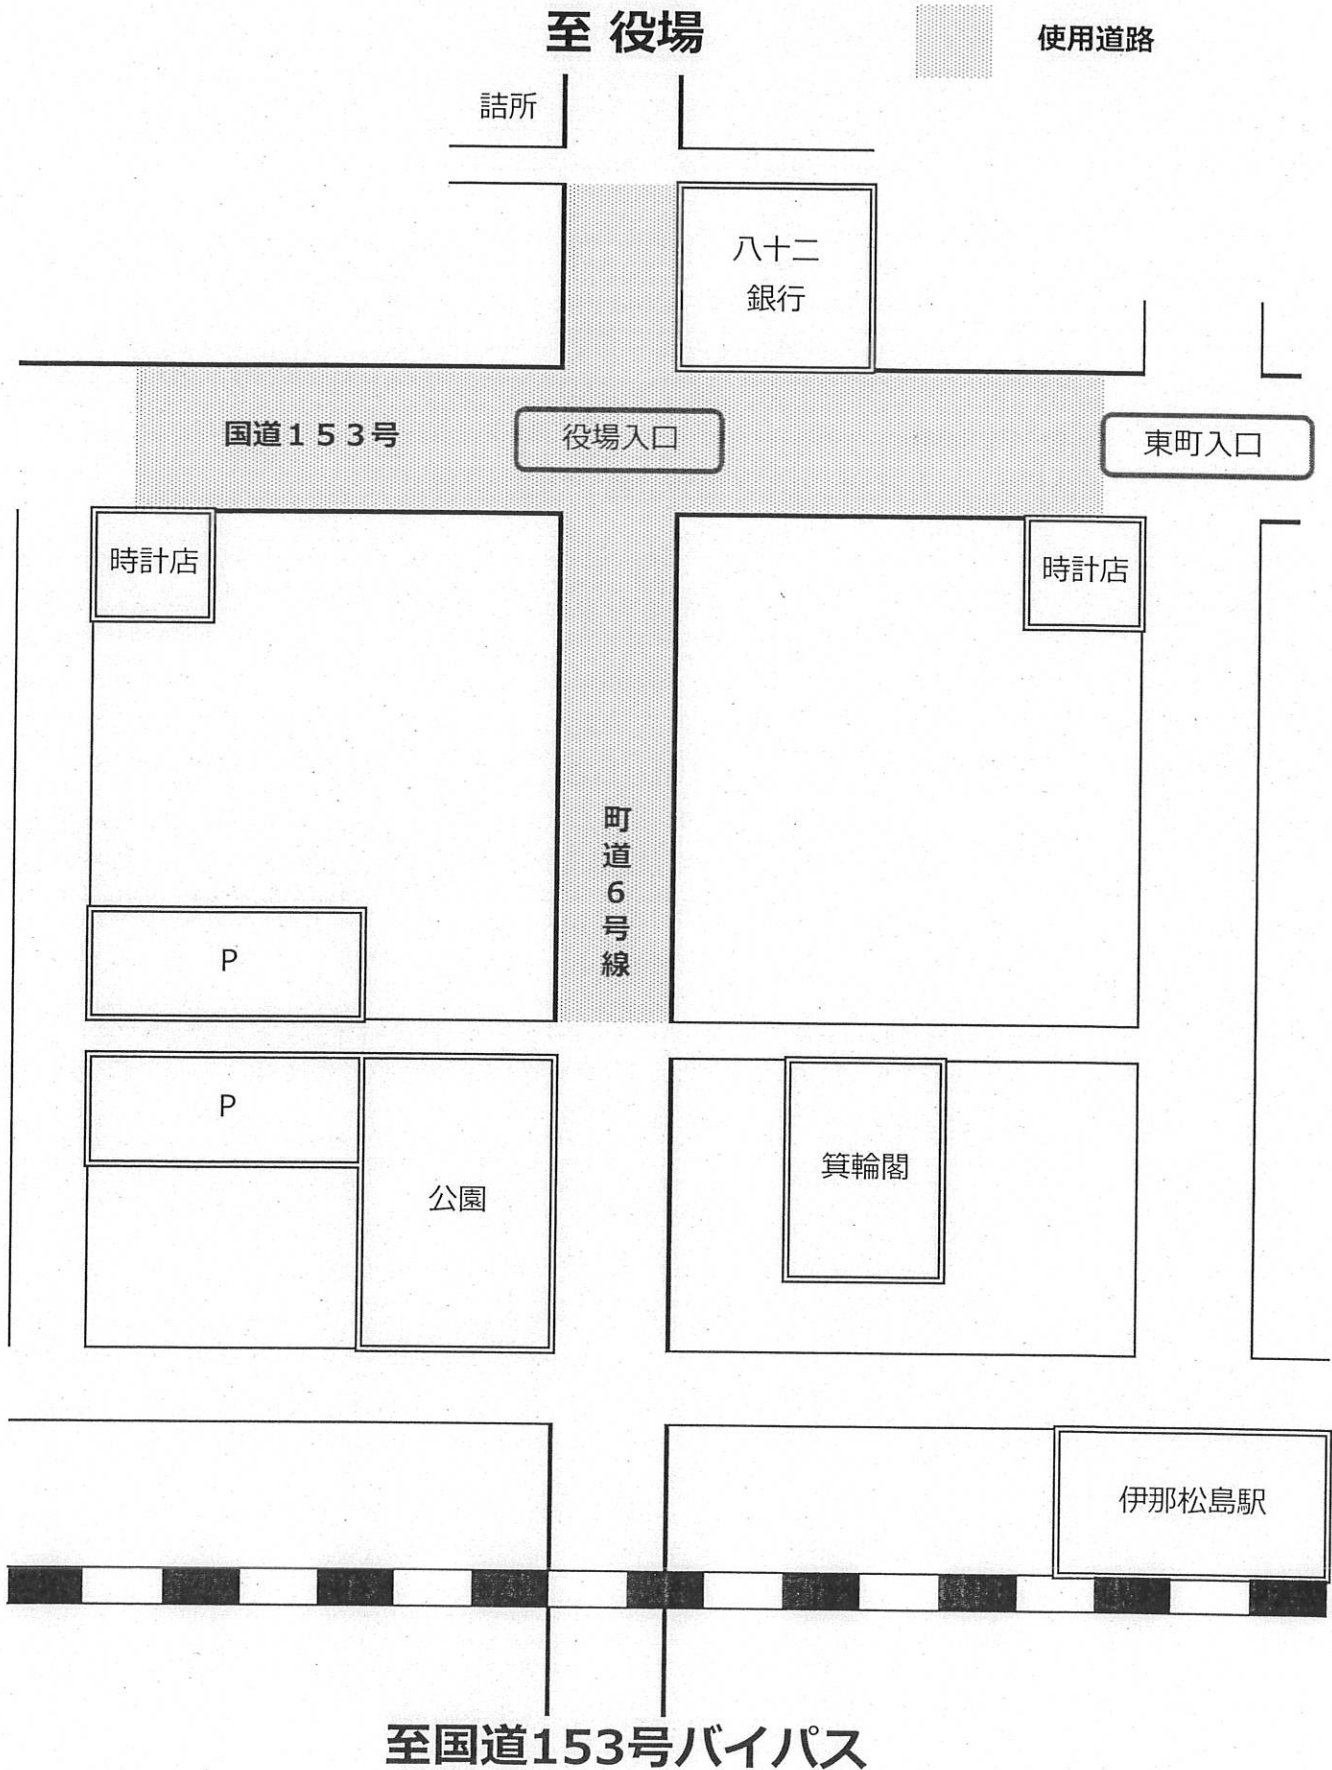 至 役場
使用道路
詰所
八十二
銀行
国道１５３号
役場入口
東町入口
時計店
時計店
町道６号線
P
P
公園
箕輪閣
伊那松島駅
至国道153号バイパス